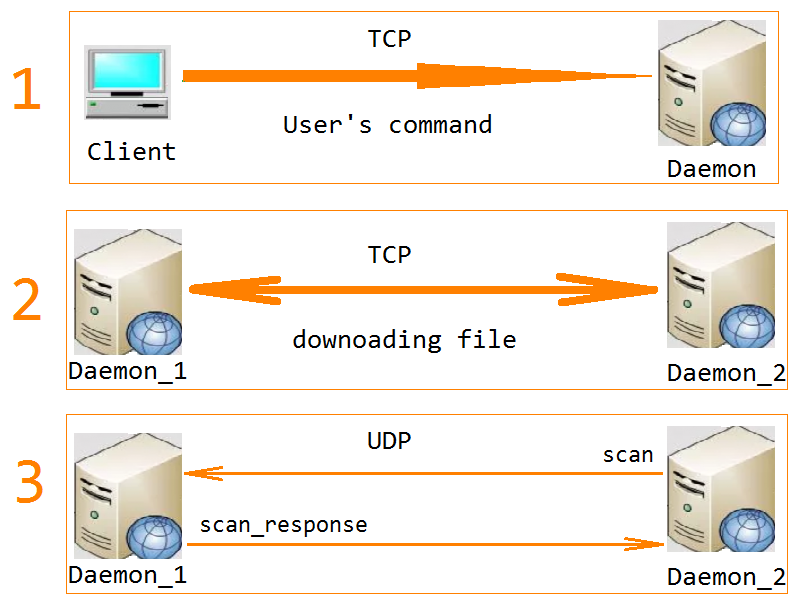 1
TCP
User's command
Client
Daemon
2
TCP
downoading file
Daemon_1
Daemon_2
3
UDP
scan
scan_response
Daemon_1
Daemon_2